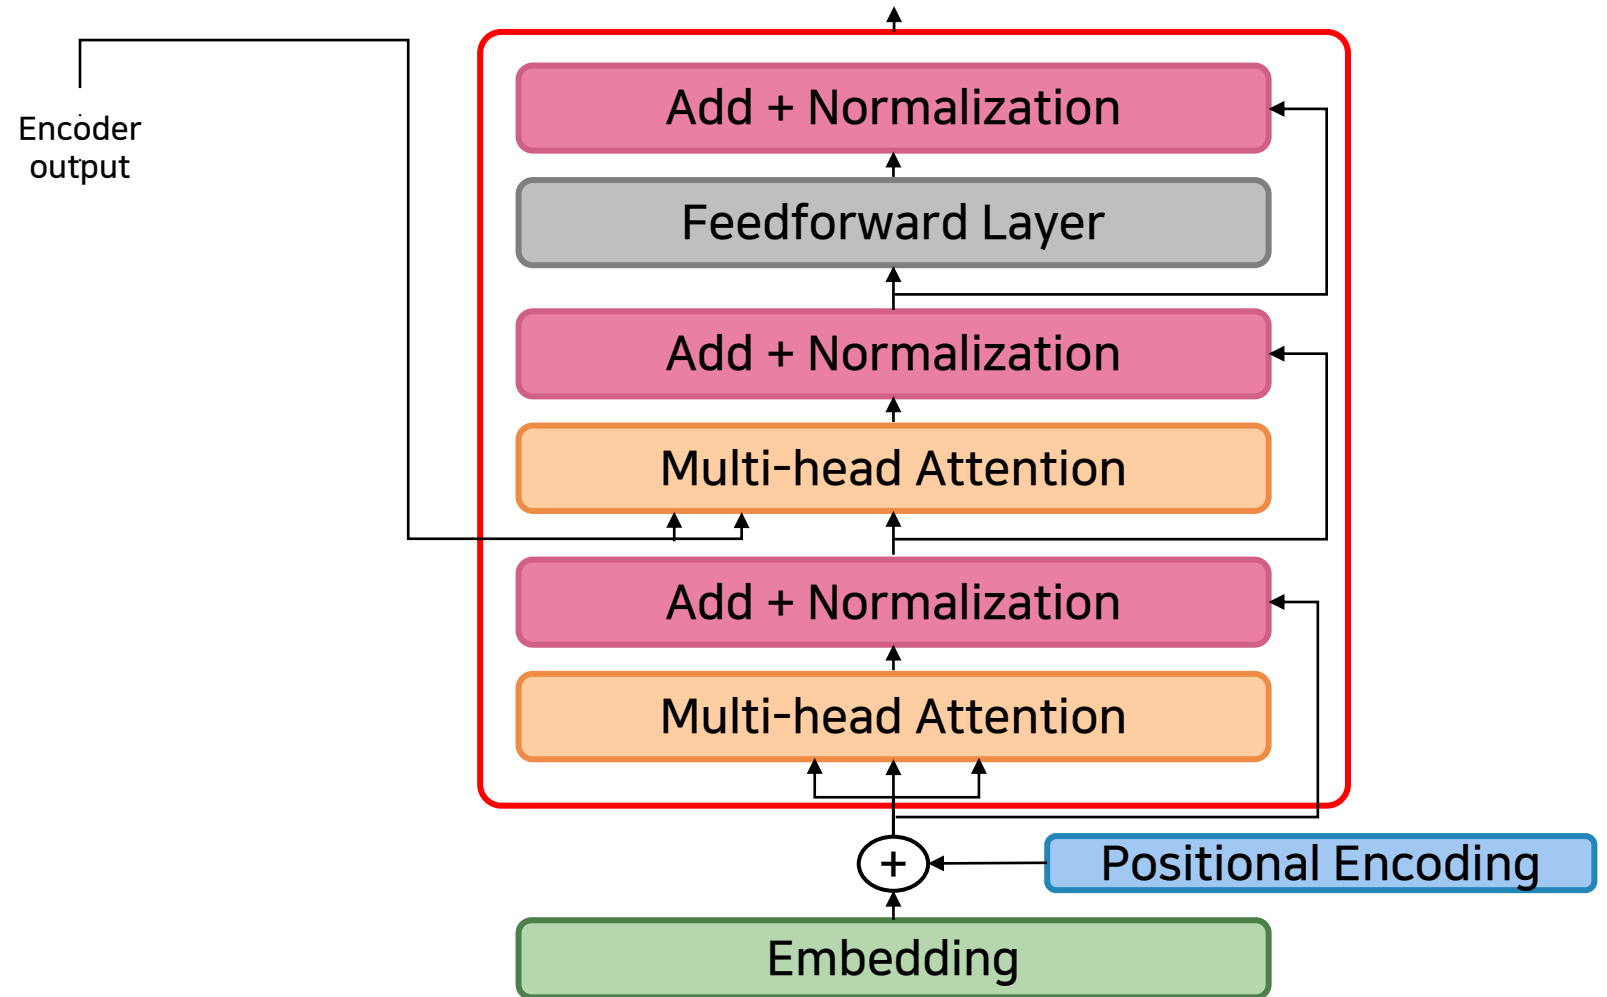 Encoder
output
Add + Normalization
Feedforward Layer
Add + Normalization
Multi-head Attention
Add + Normalization
Multi-head Attention
+
Positional Encoding
Embedding